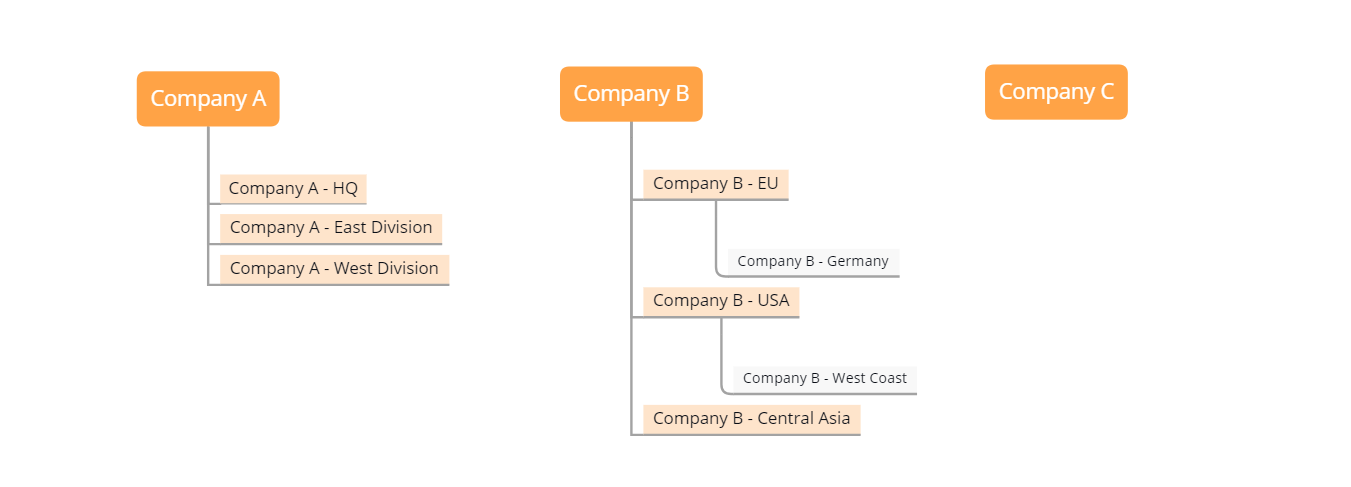 Company A
Company A - HQ
Company A - East Division
Company A - West Division
Company B
Company B - EU
Company B - Germany
Company B - USA
Company B - West Coast
Company B - Central Asia
Company C